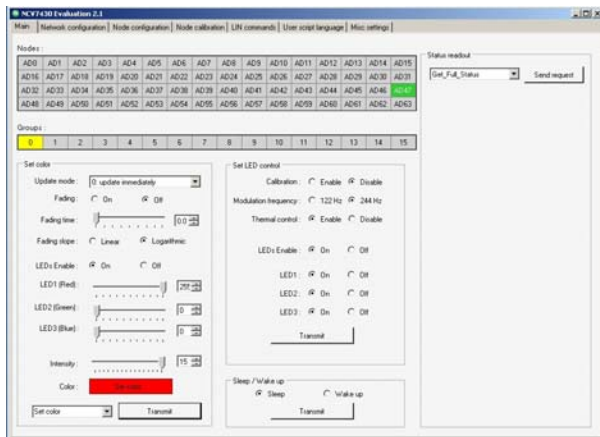 NCV7430 Evaluation 2.1
Main Network configuration Node configuration Node calibration LIN commands User script language Misc settings
Nodes :
AD0 AD1 AD2 AD3 AD4 AD5 AD6 AD7 AD8 AD9 AD10 AD11 AD12 AD13 AD14 AD15
AD16 AD17 AD18 AD19 AD20 AD21 AD22 AD23 AD24 AD25 AD26 AD27 AD28 AD29 AD30 AD31
AD32 AD33 AD34 AD35 AD36 AD37 AD38 AD39 AD40 AD41 AD42 AD43 AD44 AD45 AD46 AD47
AD48 AD49 AD50 AD51 AD52 AD53 AD54 AD55 AD56 AD57 AD58 AD59 AD60 AD61 AD62 AD63
Groups :
0 1 2 3 4 5 6 7 8 9 10 11 12 13 14 15
Set color
Update mode : 0: update immediately
Fading : On Off
Fading time : 0.0
Fading slope : Linear Logarithmic
LEDs Enable : On Off
LED1 (Red) : 255
LED2 (Green) : 0
LED3 (Blue) : 0
Intensity : 15
Color :
Set color Transmit
Set LED control
Calibration : Enable Disable
Modulation frequency : 122 Hz 244 Hz
Thermal control : Enable Disable
LEDs Enable : On Off
LED1 : On Off
LED2 : On Off
LED3 : On Off
Transmit
Sleep / Wake up
Sleep Wake up
Transmit
Status readout
Get_Full_Status Send request